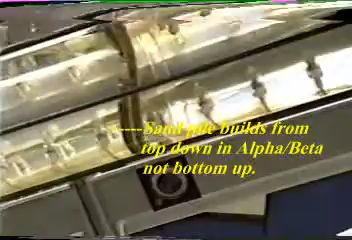 <----Sand pile builds from
top down in Alpha/Beta
not bottom up.